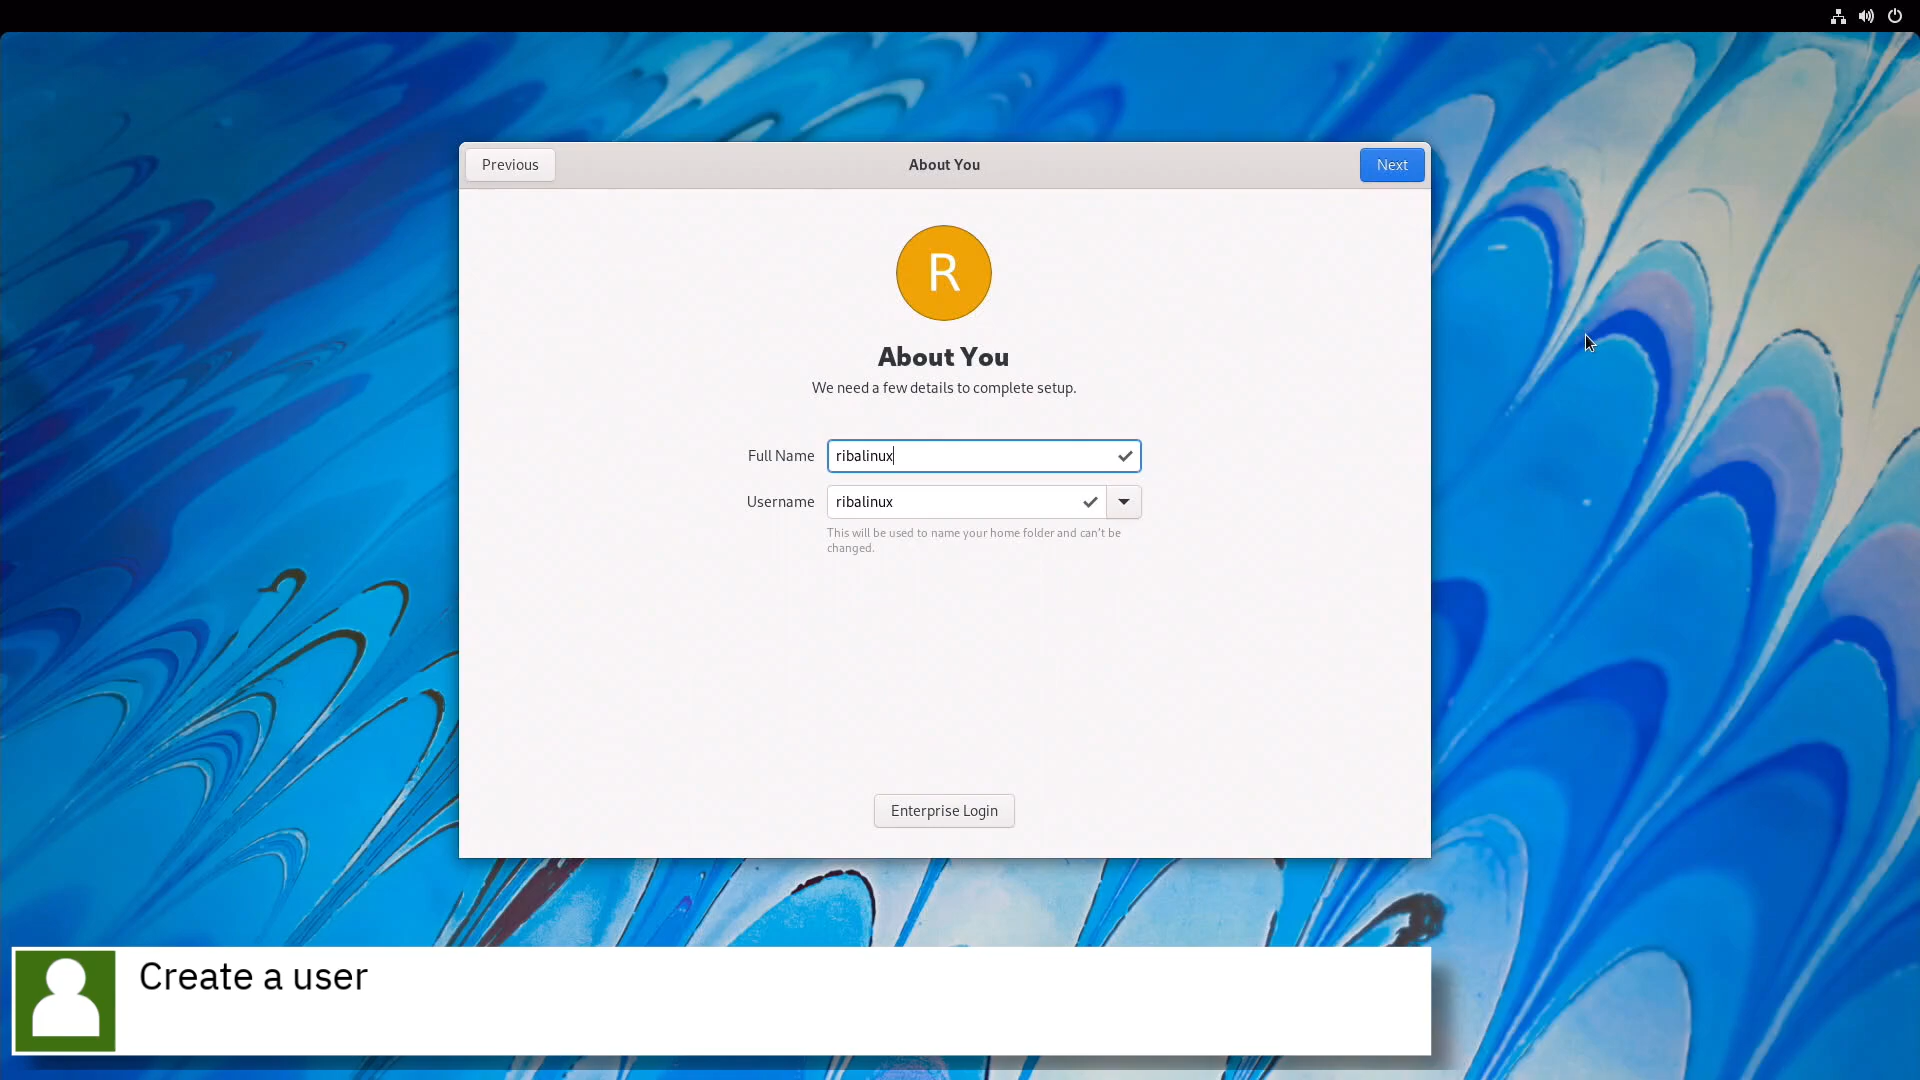 Previous
About You
Next
R
About You
We need a few details to complete setup.
Full Name ribalinux
Username ribalinux
This will be used to name your home folder and can't be
changed.
Enterprise Login
Create a user